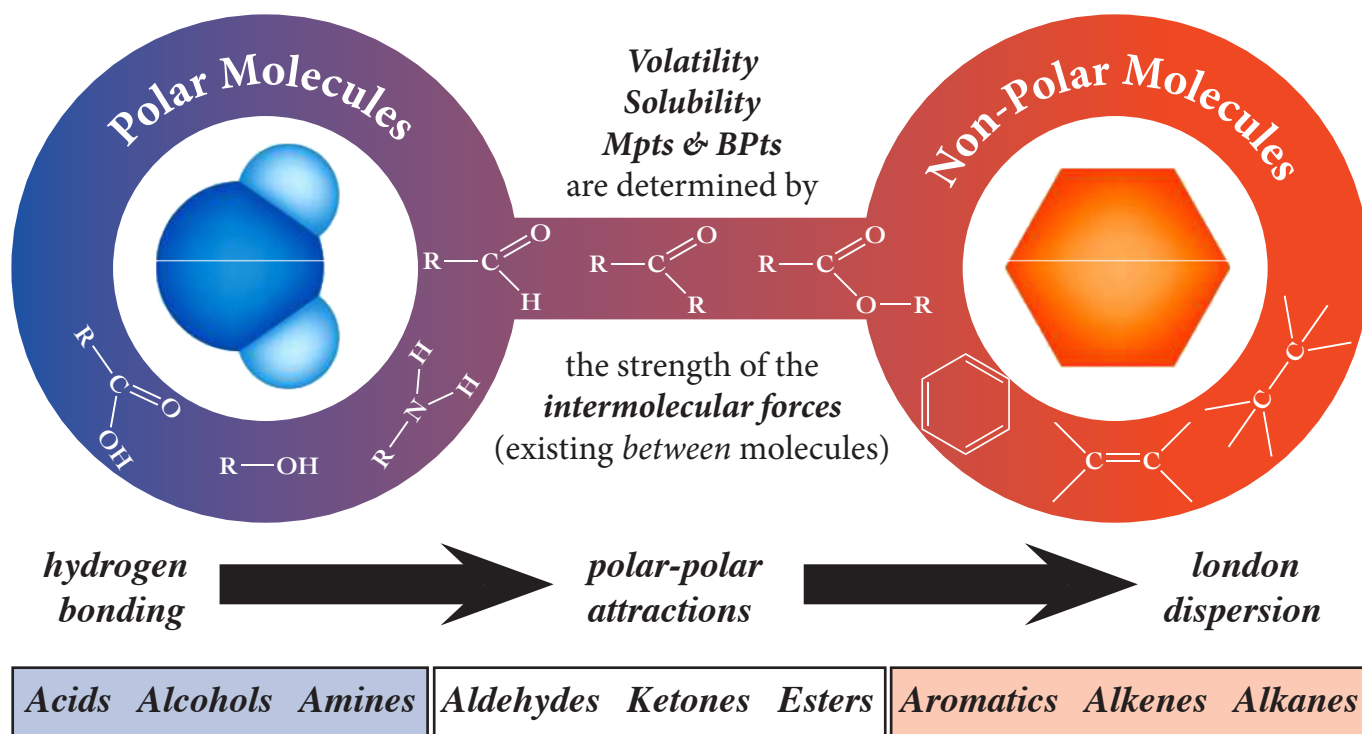 Polar Molecules
Volatility
Solubility
Mpts & BPts
are determined by
Non-Polar Molecules
R C O H
R C O R
R C O O R
the strength of the
intermolecular forces
(existing between molecules)
R C O OH
R OH
R N H H
C C
C C
hydrogen
bonding
polar-polar
attractions
london
dispersion
Acids Alcohols Amines
Aldehydes Ketones Esters
Aromatics Alkenes Alkanes